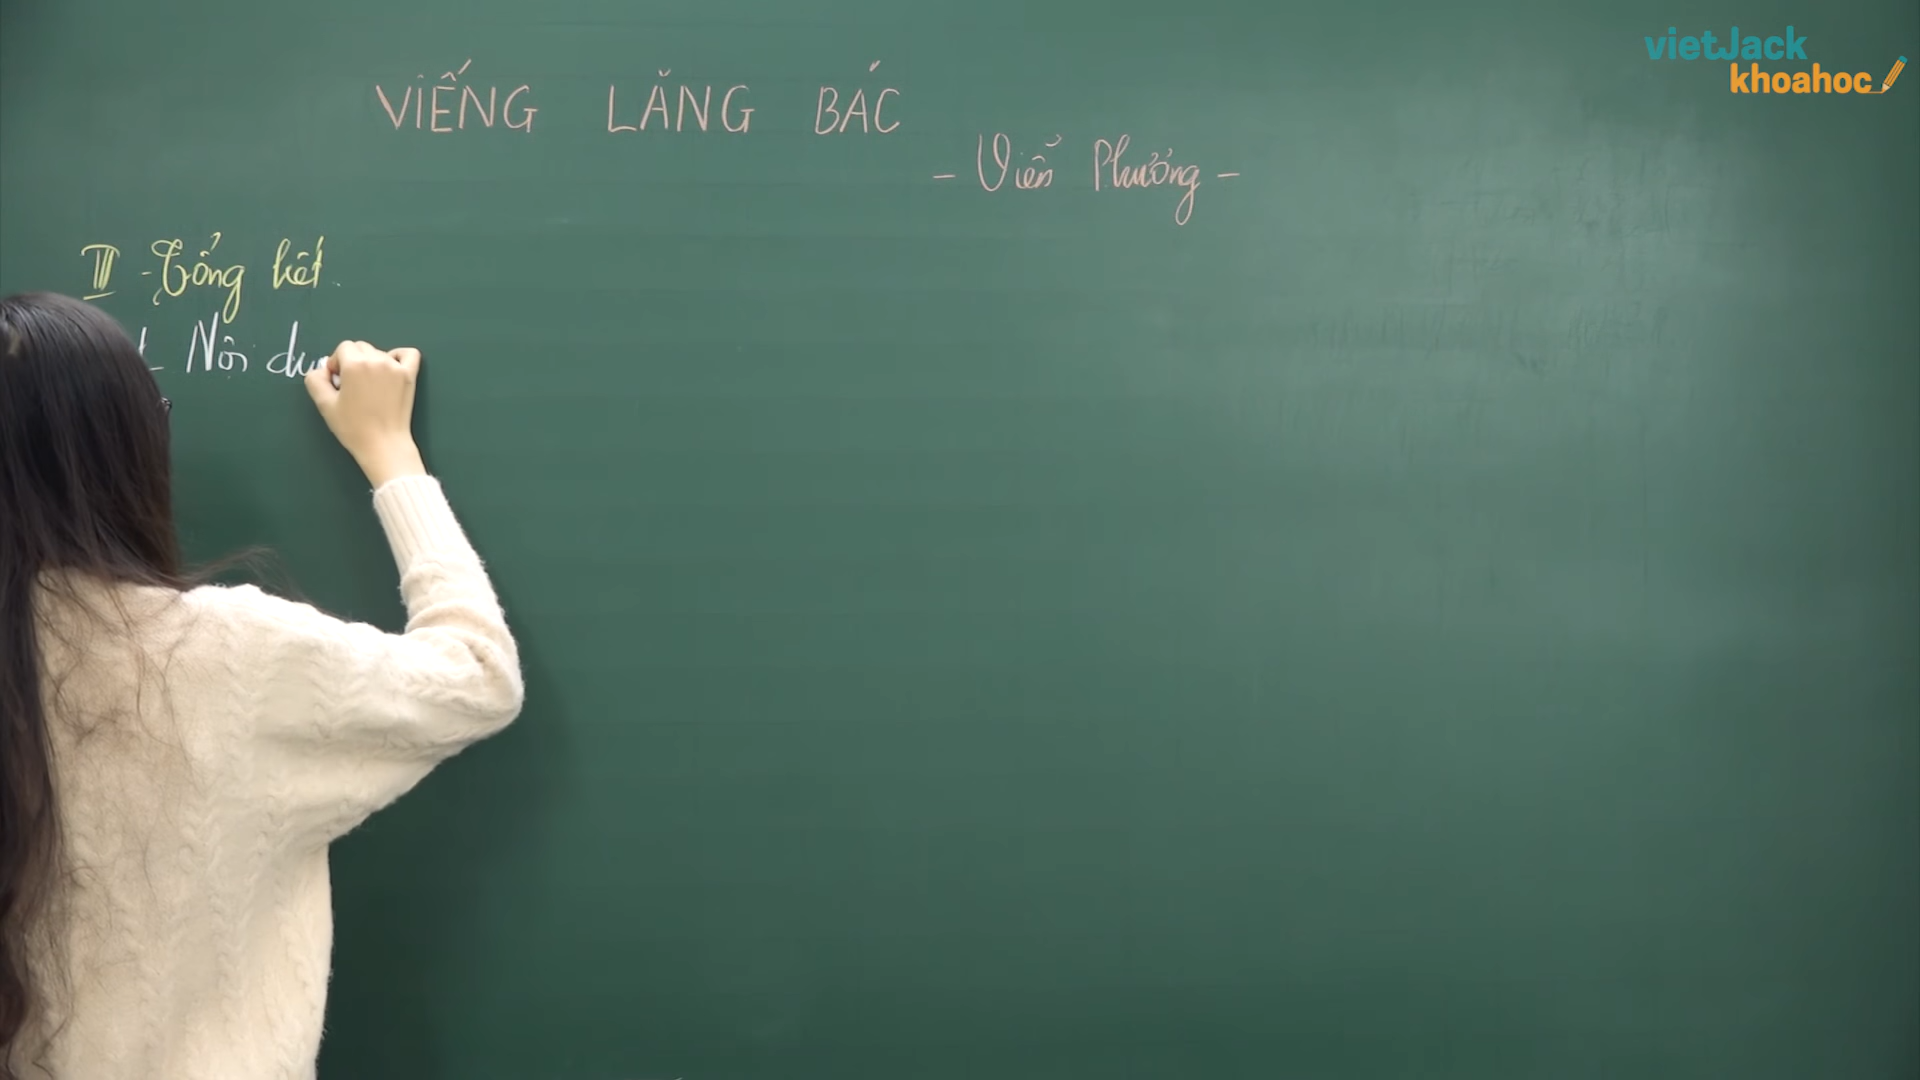 vietJack
khoahoc
VIẾNG LĂNG BÁC
- Viễn Phương -
III - Tổng kết.
1. Nội du